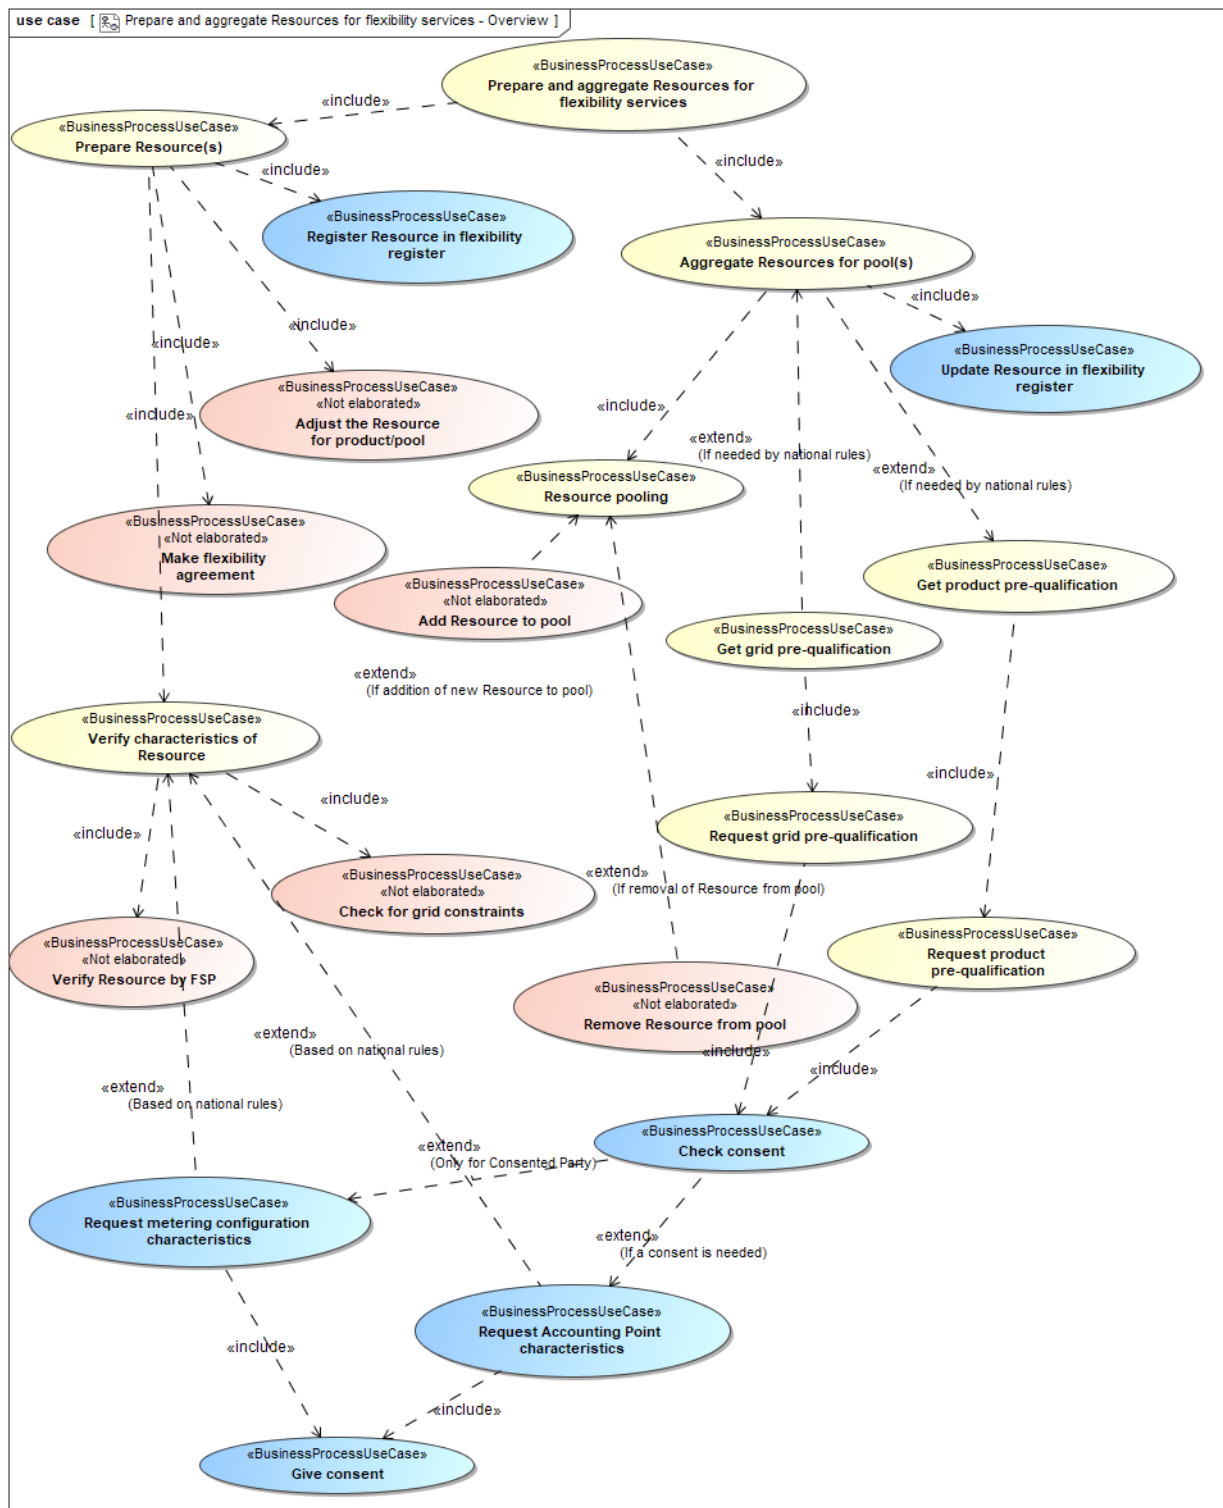 use case [ Prepare and aggregate Resources for flexibility services - Overview ]
«BusinessProcessUseCase»
Prepare and aggregate Resources for
flexibility services
«include»
«BusinessProcessUseCase»
Prepare Resource(s)
«include»
«include»
«BusinessProcessUseCase»
Register Resource in flexibility
register
«BusinessProcessUseCase»
Aggregate Resources for pool(s)
«include»
«include»
«include»
«BusinessProcessUseCase»
Update Resource in flexibility
register
«BusinessProcessUseCase»
«Not elaborated»
Adjust the Resource
for product/pool
«include»
«include»
«extend»
(If needed by national rules)
«extend»
(If needed by national rules)
«BusinessProcessUseCase»
Resource pooling
«BusinessProcessUseCase»
«Not elaborated»
Make flexibility
agreement
«BusinessProcessUseCase»
Get product pre-qualification
«BusinessProcessUseCase»
«Not elaborated»
Add Resource to pool
«BusinessProcessUseCase»
Get grid pre-qualification
«extend»
(If addition of new Resource to pool)
«include»
«BusinessProcessUseCase»
Verify characteristics of
Resource
«include»
«include»
«include»
«BusinessProcessUseCase»
Request grid pre-qualification
«BusinessProcessUseCase»
«Not elaborated»
Check for grid constraints
«extend»
(If removal of Resource from pool)
«BusinessProcessUseCase»
«Not elaborated»
Verify Resource by FSP
«BusinessProcessUseCase»
Request product
pre-qualification
«BusinessProcessUseCase»
«Not elaborated»
Remove Resource from pool
«extend»
(Based on national rules)
«include»
«include»
«extend»
(Based on national rules)
«BusinessProcessUseCase»
Check consent
«extend»
(Only for Consented Party)
«BusinessProcessUseCase»
Request metering configuration
characteristics
«extend»
(If a consent is needed)
«BusinessProcessUseCase»
Request Accounting Point
characteristics
«include»
«include»
«BusinessProcessUseCase»
Give consent